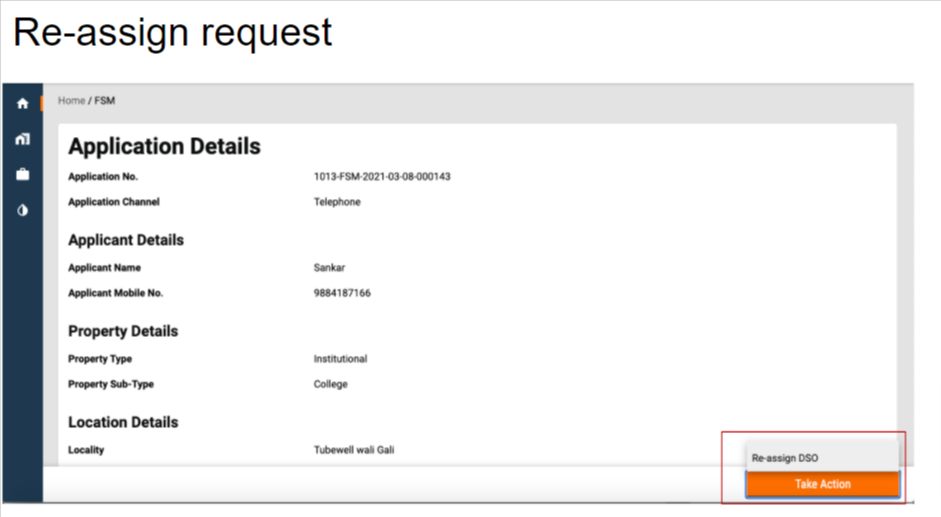 Re-assign request
Home / FSM
Application Details
Application No. 1013-FSM-2021-03-08-000143
Application Channel Telephone
Applicant Details
Applicant Name Sankar
Applicant Mobile No. 9884187166
Property Details
Property Type Institutional
Property Sub-Type College
Location Details
Locality Tubewell wali Gali
Re-assign DSO
Take Action